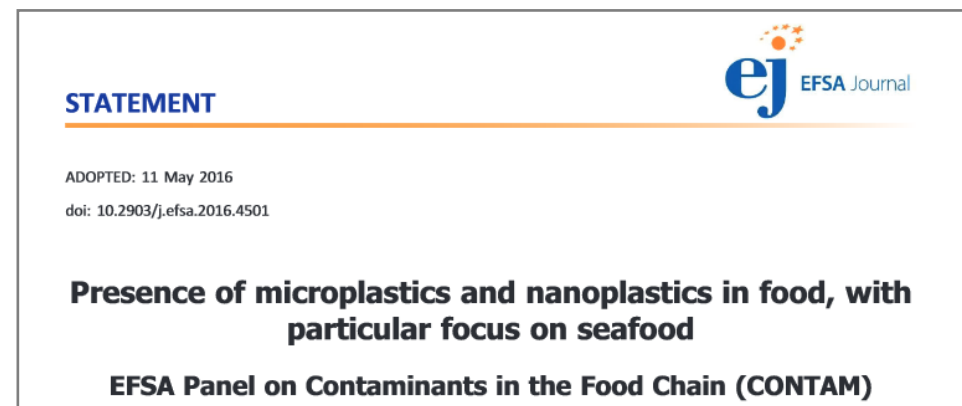 ej EFSA Journal
STATEMENT
ADOPTED: 11 May 2016
doi: 10.2903/j.efsa.2016.4501
Presence of microplastics and nanoplastics in food, with
particular focus on seafood
EFSA Panel on Contaminants in the Food Chain (CONTAM)